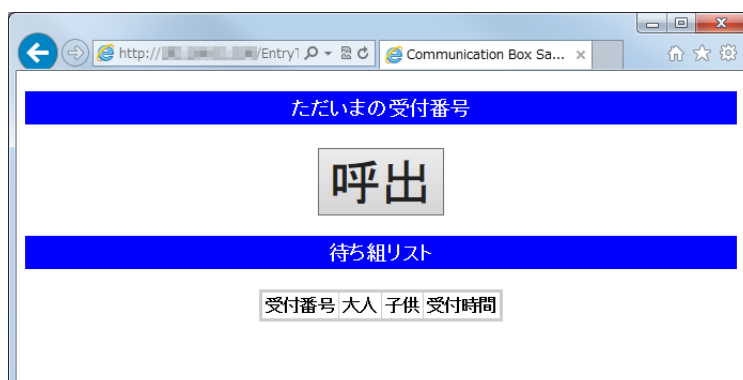 http:// /EntryT
Communication Box Sa...
ただいまの受付番号
呼出
待ち組リスト
受付番号 大人 子供 受付時間